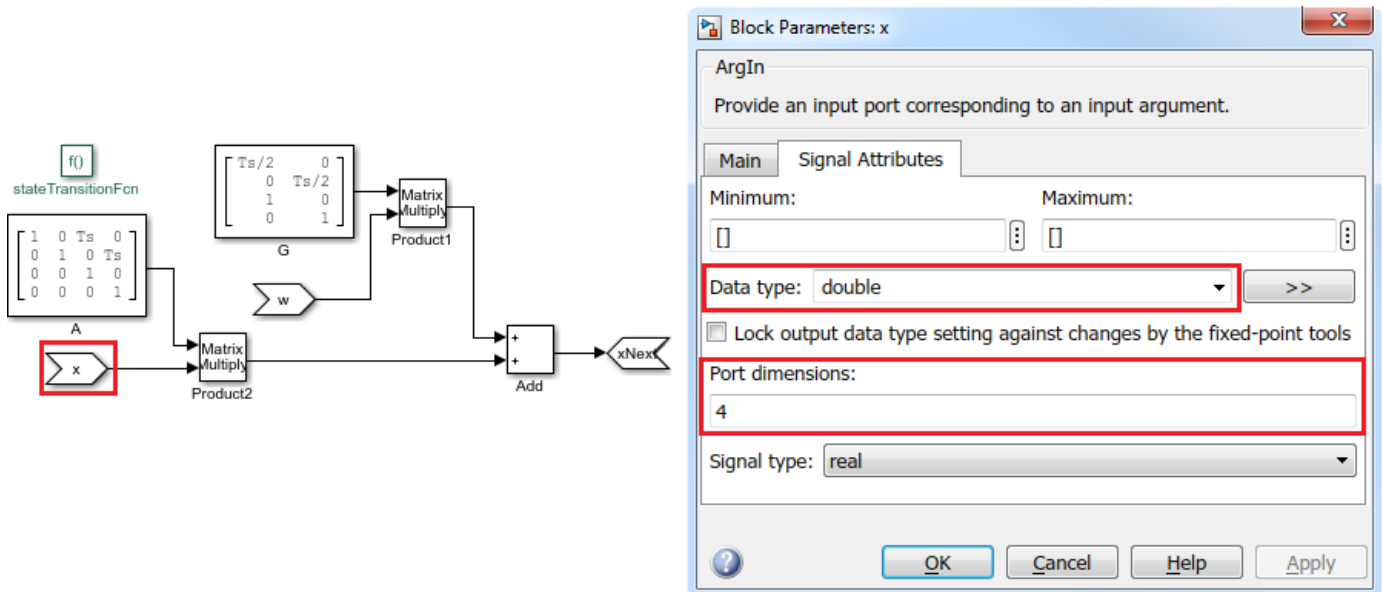 f()
stateTransitionFcn
Ts/2 0
0 Ts/2
1 0
0 1
G
Matrix
Multiply
Product1
1 0 Ts 0
0 1 0 Ts
0 0 1 0
0 0 0 1
A
w
x
Matrix
Multiply
Product2
+
+
Add
xNext
Block Parameters: x
x
ArgIn
Provide an input port corresponding to an input argument.
Main Signal Attributes
Minimum: Maximum:
[] []
Data type: double >>
Lock output data type setting against changes by the fixed-point tools
Port dimensions:
4
Signal type: real
? OK Cancel Help Apply